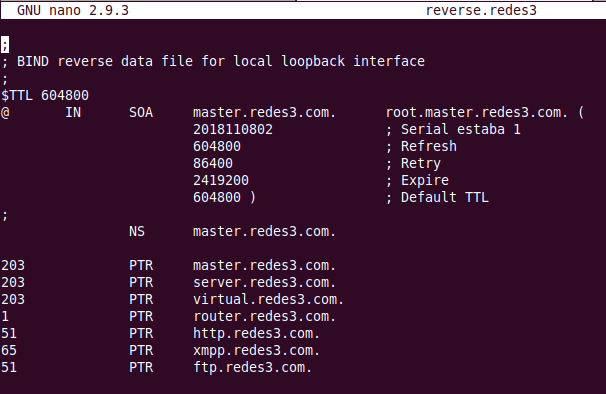 GNU nano 2.9.3 reverse.redes3
;
; BIND reverse data file for local loopback interface
;
$TTL 604800
@ IN SOA master.redes3.com. root.master.redes3.com. (
2018110802 ; Serial estaba 1
604800 ; Refresh
86400 ; Retry
2419200 ; Expire
604800 ) ; Default TTL
;
NS master.redes3.com.
203 PTR master.redes3.com.
203 PTR server.redes3.com.
203 PTR virtual.redes3.com.
1 PTR router.redes3.com.
51 PTR http.redes3.com.
65 PTR xmpp.redes3.com.
51 PTR ftp.redes3.com.